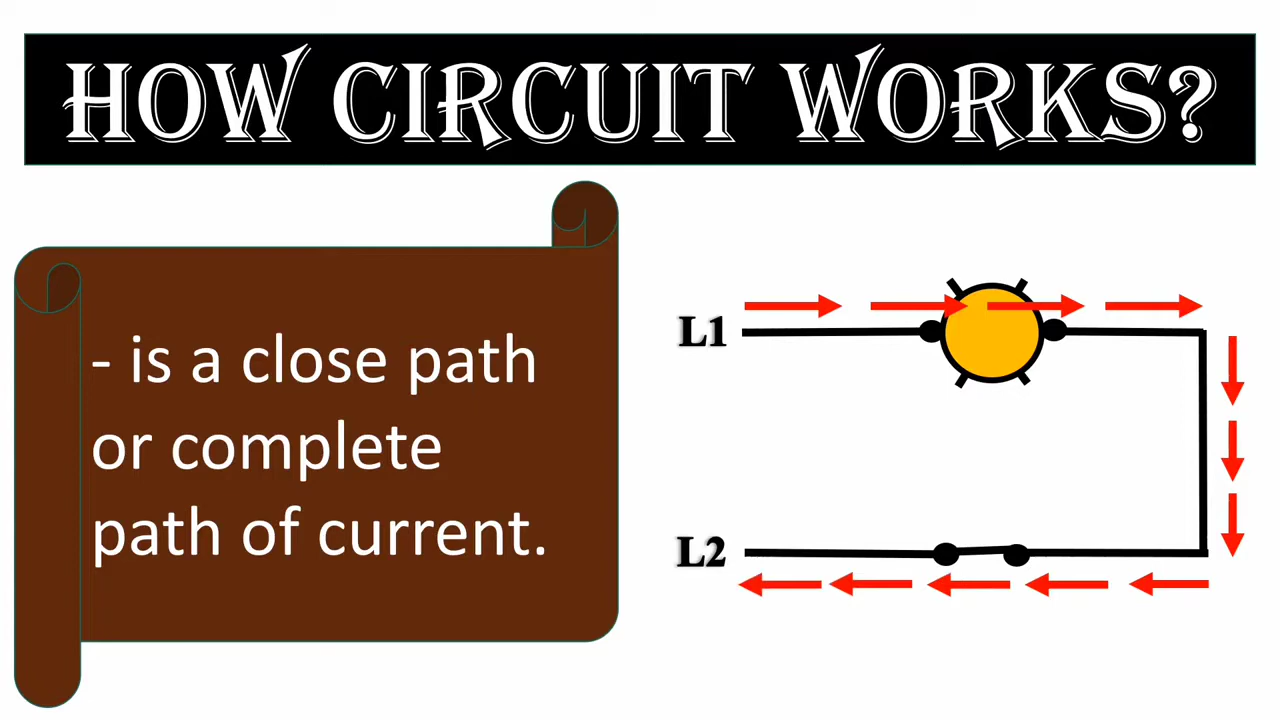 HOW CIRCUIT WORKS?
- is a close path
or complete
path of current.
L1
L2